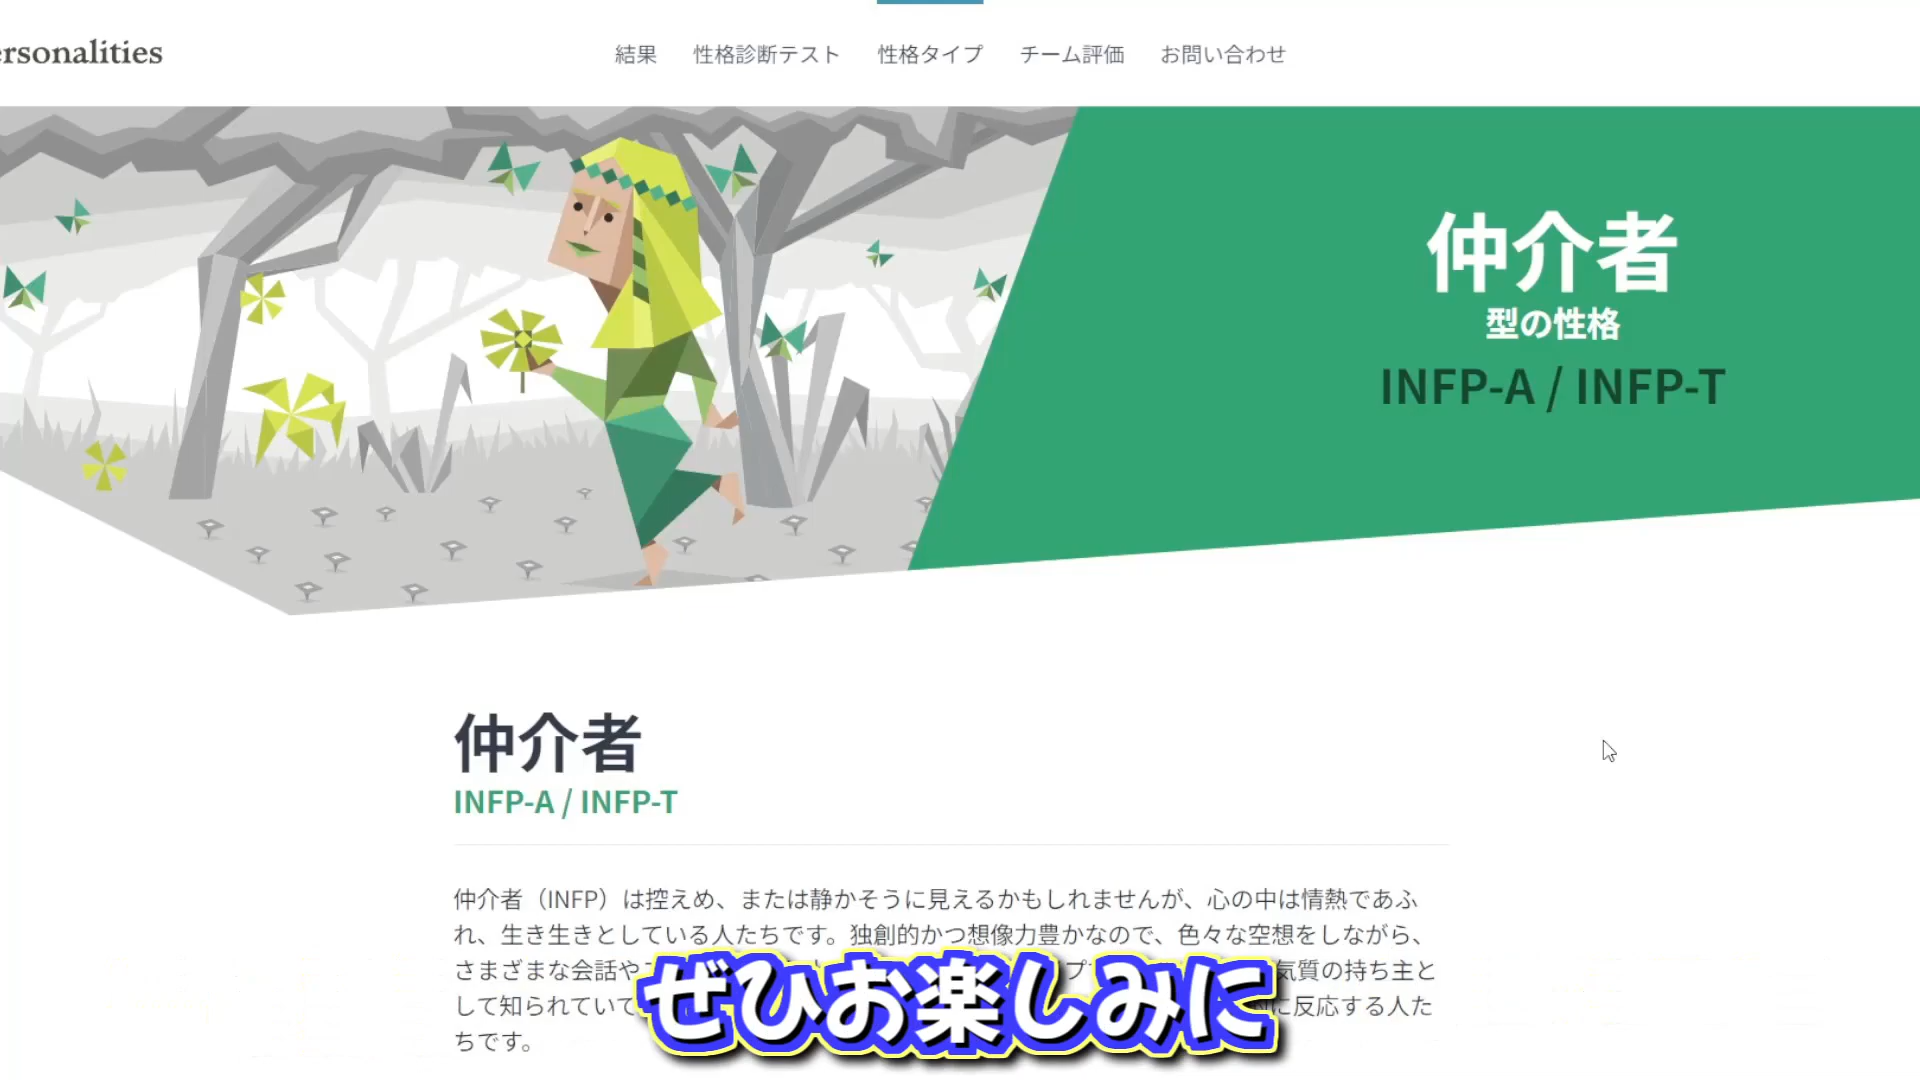 ersonalities
結果 性格診断テスト 性格タイプ チーム評価 お問い合わせ
仲介者
型の性格
INFP-A / INFP-T
仲介者
INFP-A / INFP-T
仲介者（INFP）は控えめ、または静かそうに見えるかもしれませんが、心の中は情熱であふ
れ、生き生きとしている人たちです。独創的かつ想像力豊かなので、色々な空想をしながら、
さまざまな会話や 気質の持ち主と
して知られていて に反応する人た
ちです。
ぜひお楽しみに